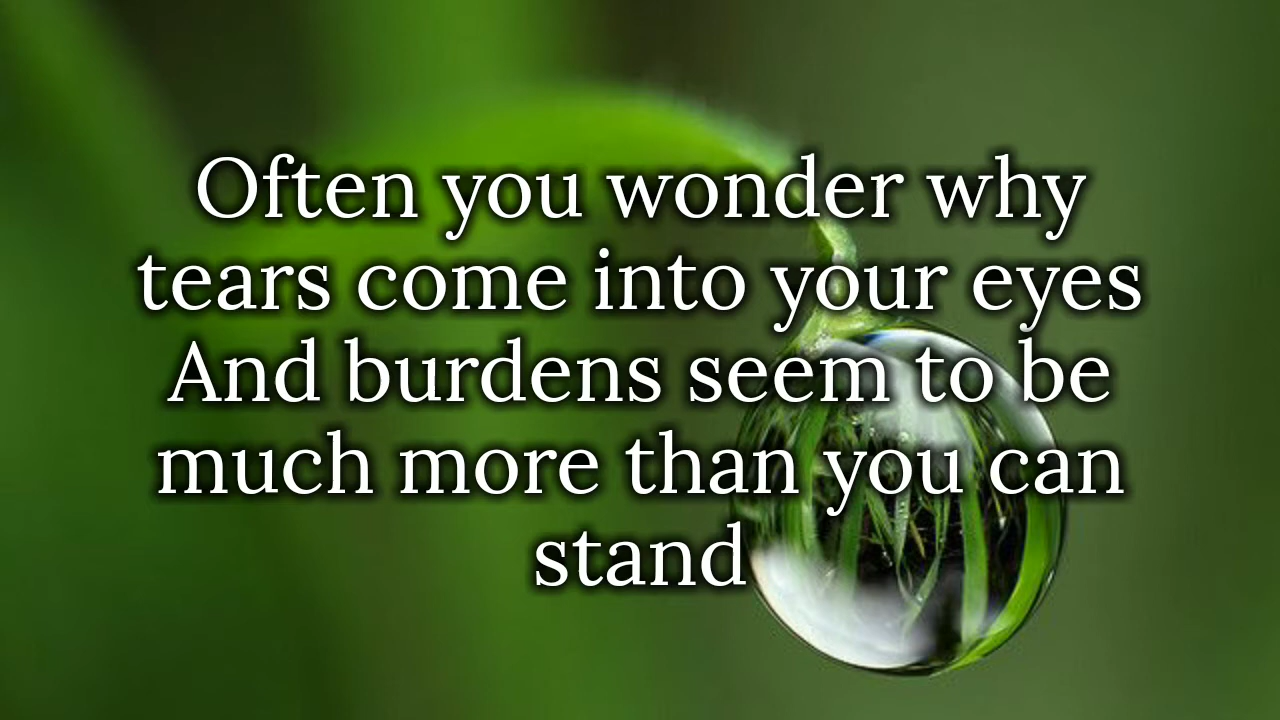 Often you wonder why
tears come into your eyes
And burdens seem to be
much more than you can
stand